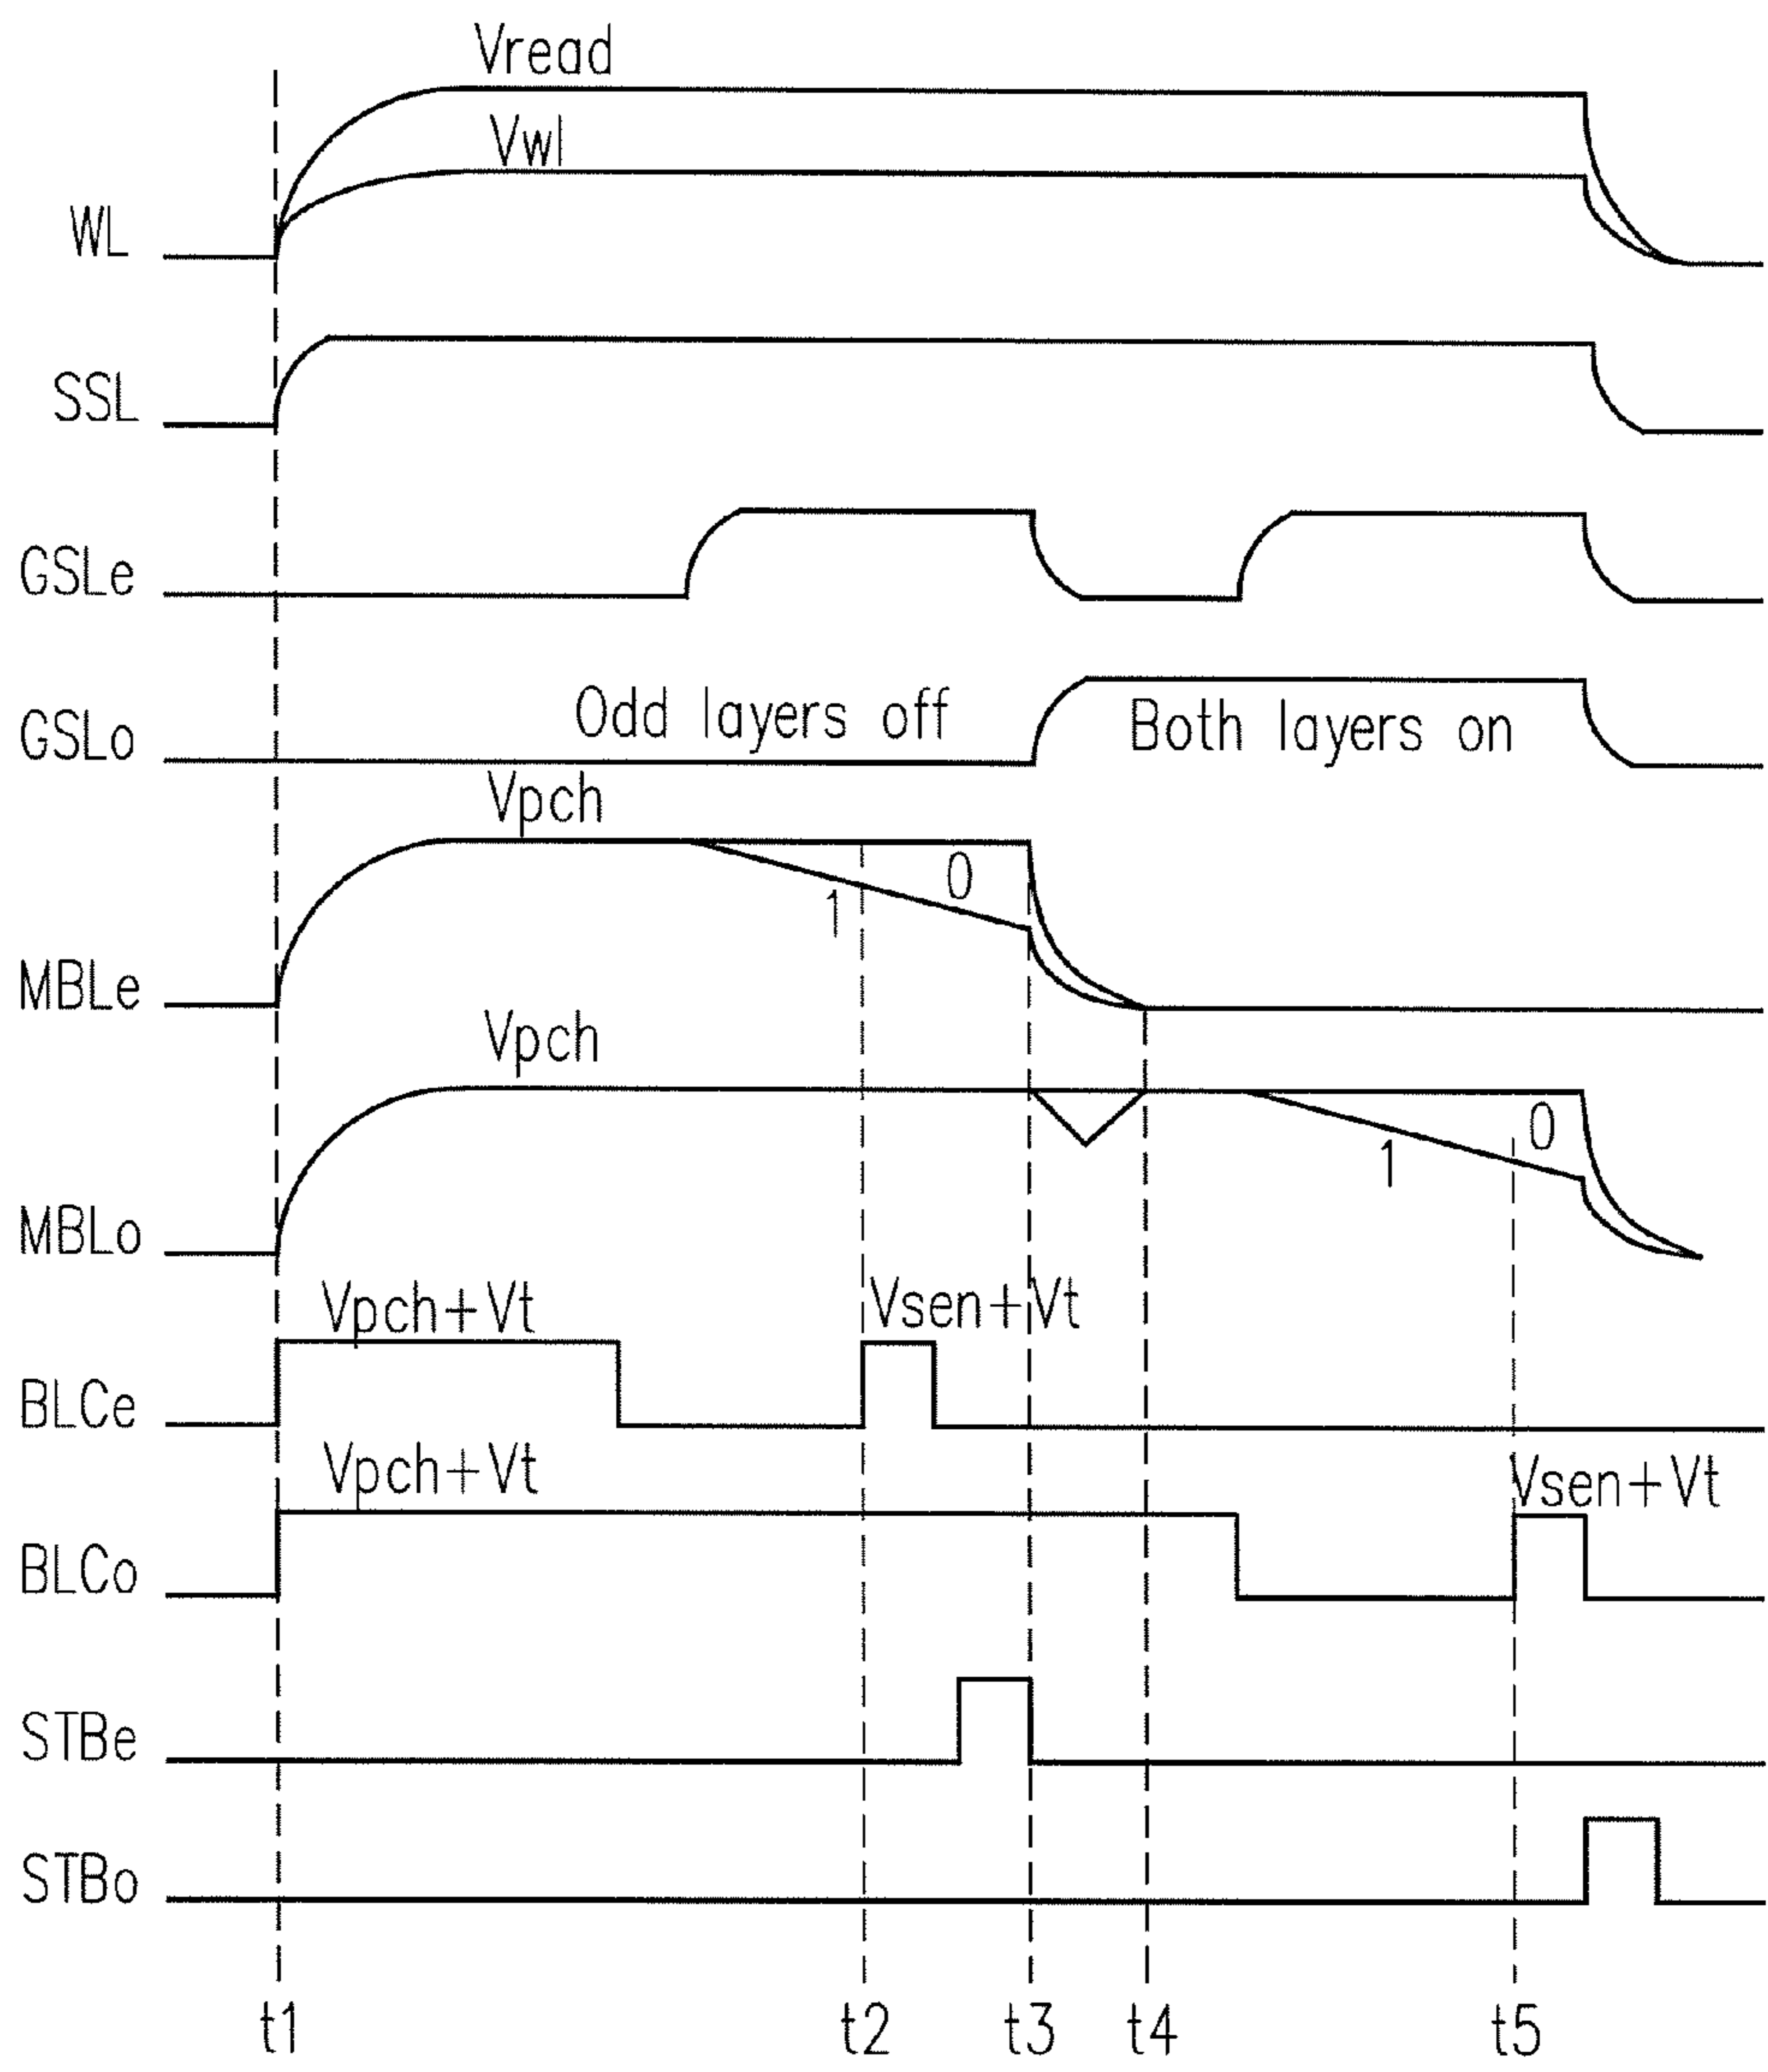 Vread
Vwl
WL
SSL
GSLe
Odd layers off
Both layers on
GSLo
Vpch
0
1
MBLe
Vpch
0
1
MBLo
Vpch+Vt
Vsen+Vt
BLCe
Vpch+Vt
Vsen+Vt
BLCo
STBe
STBo
t1 t2 t3 t4 t5